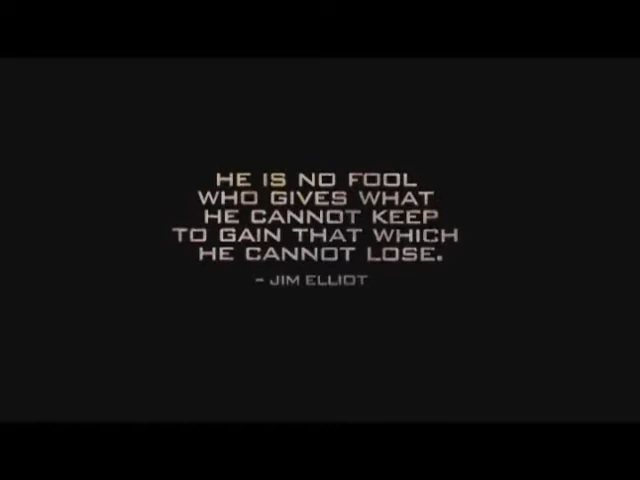 HE IS NO FOOL
WHO GIVES WHAT
HE CANNOT KEEP
TO GAIN THAT WHICH
HE CANNOT LOSE.
- JIM ELLIOT